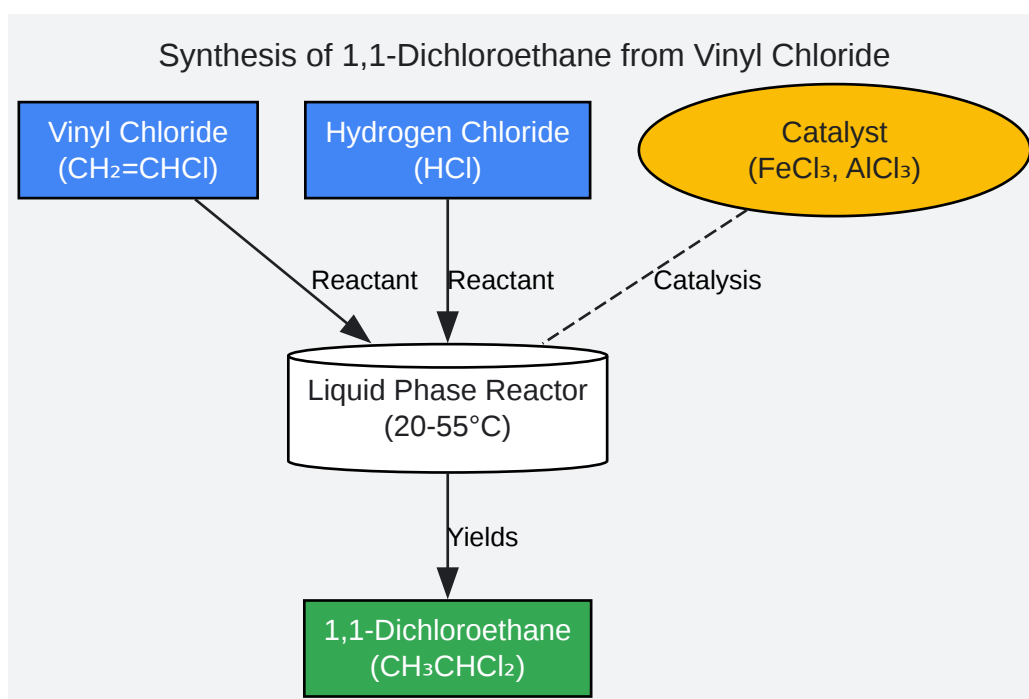 Synthesis of 1,1-Dichloroethane from Vinyl Chloride
Vinyl Chloride
(CH₂=CHCl)
Hydrogen Chloride
(HCl)
Catalyst
(FeCl₃, AlCl₃)
Reactant
Reactant
Catalysis
Liquid Phase Reactor
(20-55°C)
Yields
1,1-Dichloroethane
(CH₃CHCl₂)